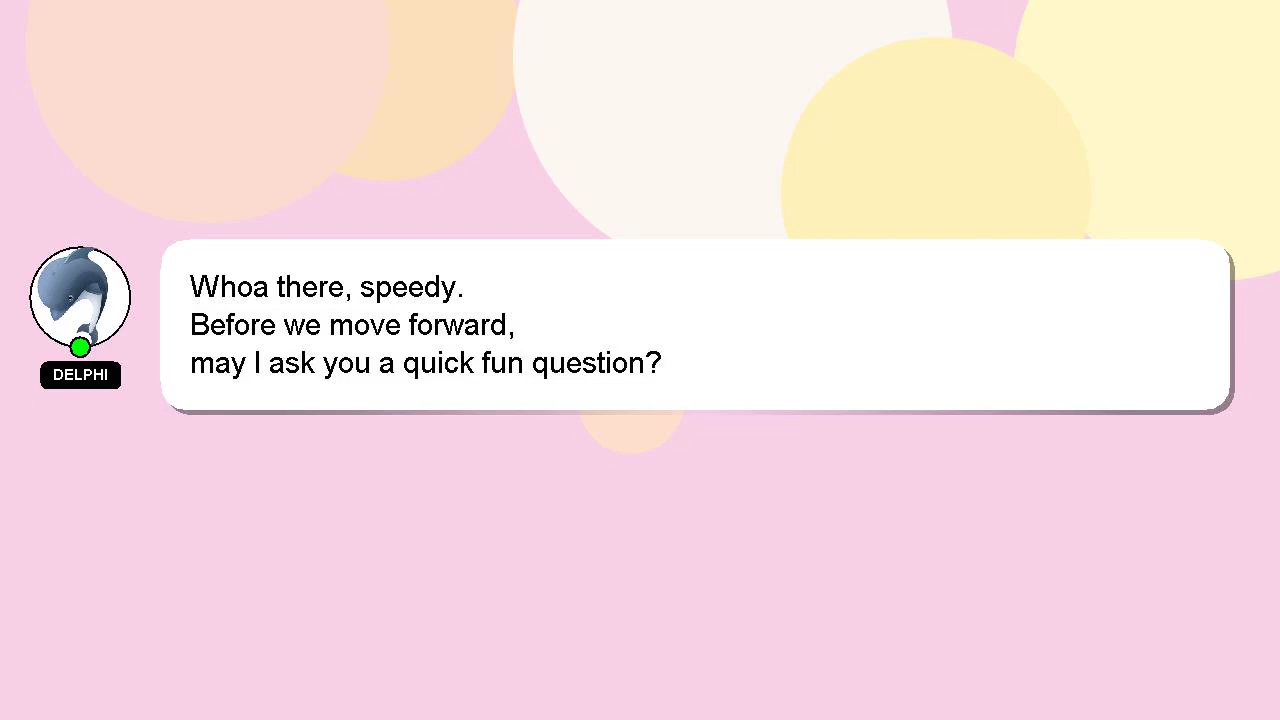 Whoa there, speedy.
Before we move forward,
may I ask you a quick fun question?
DELPHI